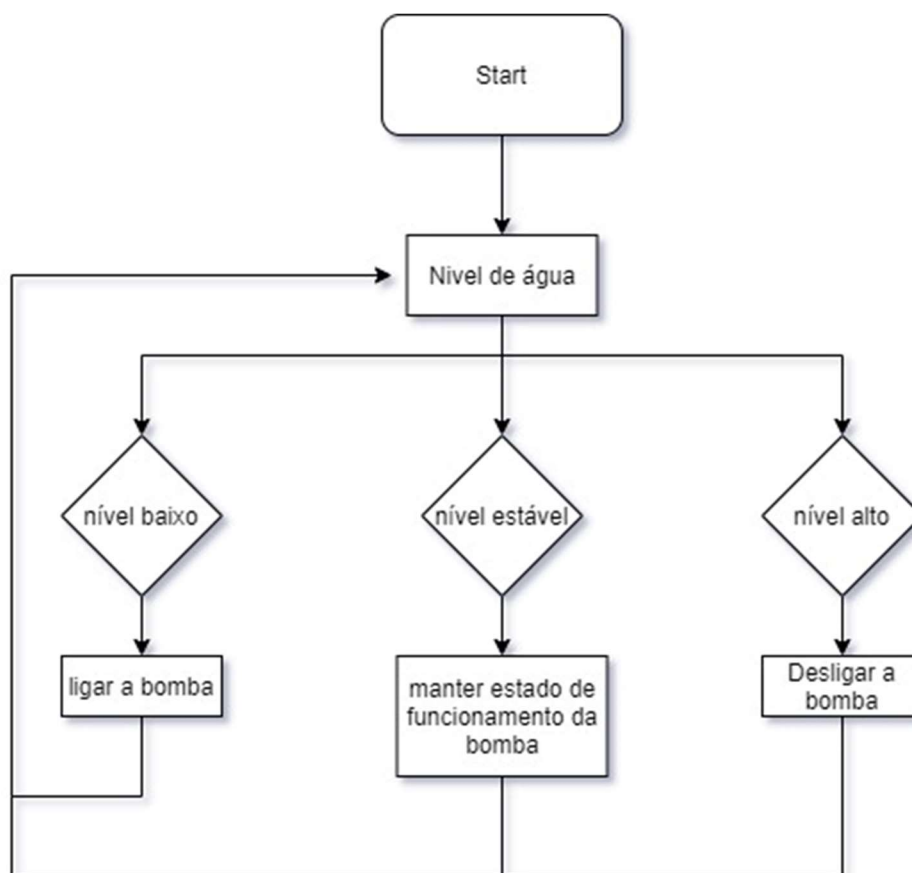 Start
Nivel de água
nível baixo
nível estável
nível alto
ligar a bomba
manter estado de
funcionamento da
bomba
Desligar a
bomba